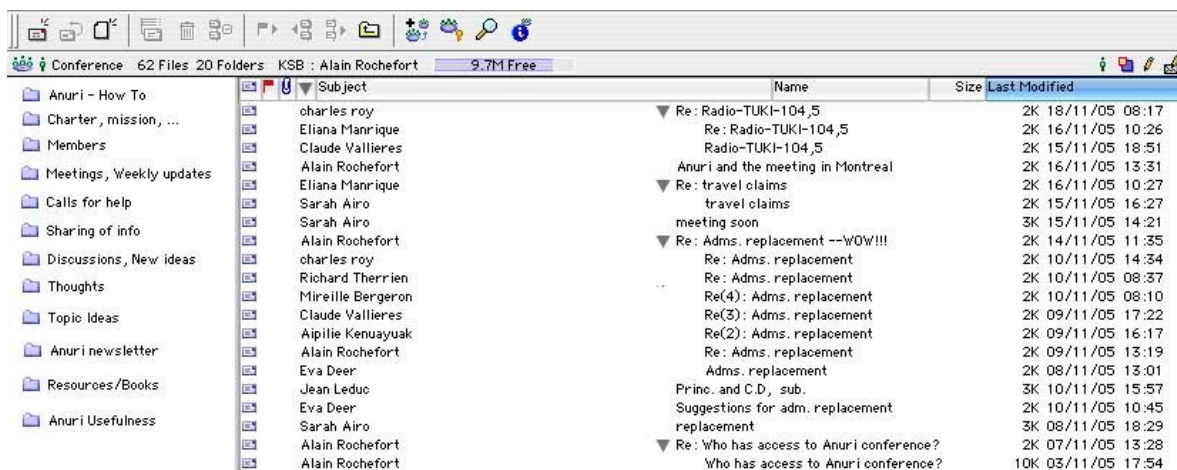 Conference 62 Files 20 Folders KSB : Alain Rochefort 9.7M Free
Anuri - How To
Charter, mission, ...
Members
Meetings, Weekly updates
Calls for help
Sharing of info
Discussions, New ideas
Thoughts
Topic Ideas
Anuri newsletter
Resources/Books
Anuri Usefulness
Subject Name Size Last Modified
charles roy Re: Radio-TUKI-104,5 2K 18/11/05 08:17
Eliana Manrique Re: Radio-TUKI-104,5 2K 16/11/05 10:26
Claude Vallieres Radio-TUKI-104,5 2K 15/11/05 18:51
Alain Rochefort Anuri and the meeting in Montreal 2K 16/11/05 13:31
Eliana Manrique Re: travel claims 2K 16/11/05 10:27
Sarah Airo travel claims 2K 15/11/05 16:27
Sarah Airo meeting soon 3K 15/11/05 14:21
Alain Rochefort Re: Adms. replacement --WOW!!! 2K 14/11/05 11:35
charles roy Re: Adms. replacement 2K 10/11/05 14:34
Richard Therrien Re: Adms. replacement 2K 10/11/05 08:37
Mireille Bergeron Re(4): Adms. replacement 2K 10/11/05 08:10
Claude Vallieres Re(3): Adms. replacement 2K 09/11/05 17:22
Aipilie Kenuayuak Re(2): Adms. replacement 2K 09/11/05 16:17
Alain Rochefort Re: Adms. replacement 2K 09/11/05 13:19
Eva Deer Adms. replacement 2K 08/11/05 13:01
Jean Leduc Princ. and C.D, sub. 3K 10/11/05 15:57
Eva Deer Suggestions for adm. replacement 2K 10/11/05 10:45
Sarah Airo replacement 3K 08/11/05 18:29
Alain Rochefort Re: Who has access to Anuri conference? 2K 07/11/05 13:28
Alain Rochefort Who has access to Anuri conference? 10K 03/11/05 17:54